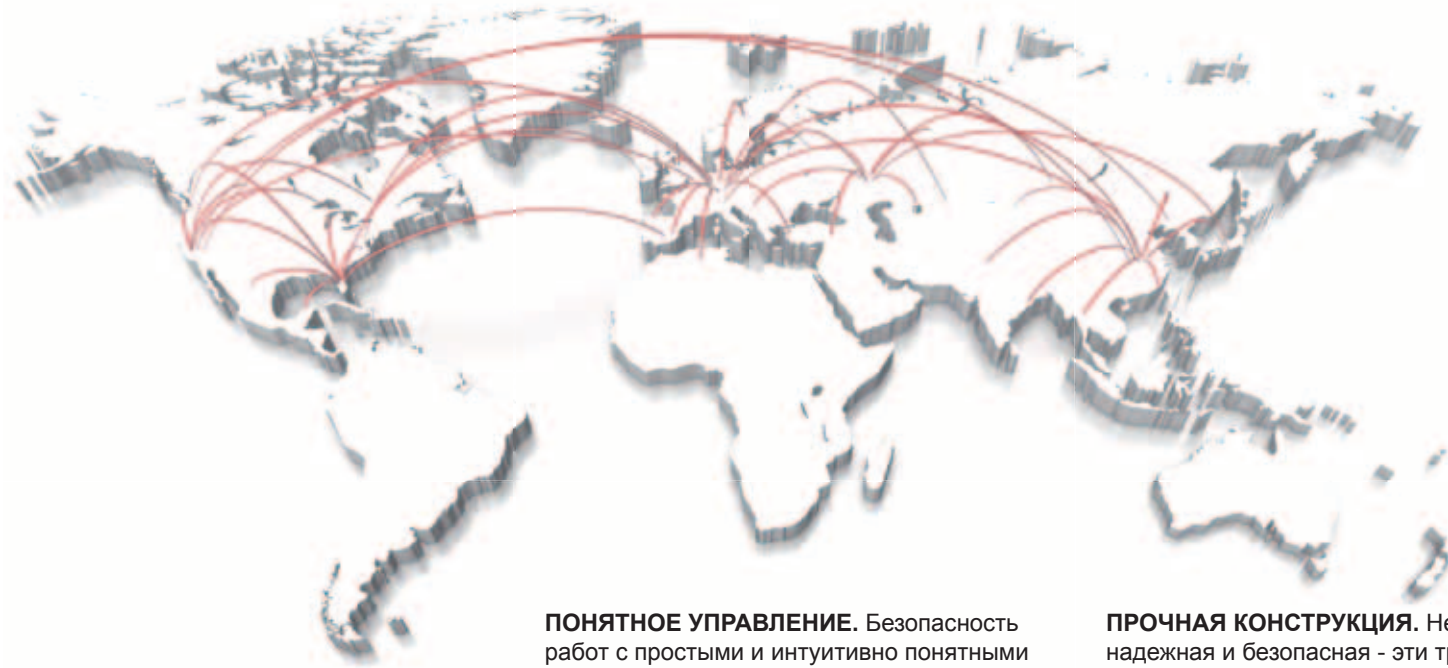 ПОНЯТНОЕ УПРАВЛЕНИЕ. Безопасность
работ с простыми и интуитивно понятными
ПРОЧНАЯ КОНСТРУКЦИЯ.
надежная и безопасная - эти